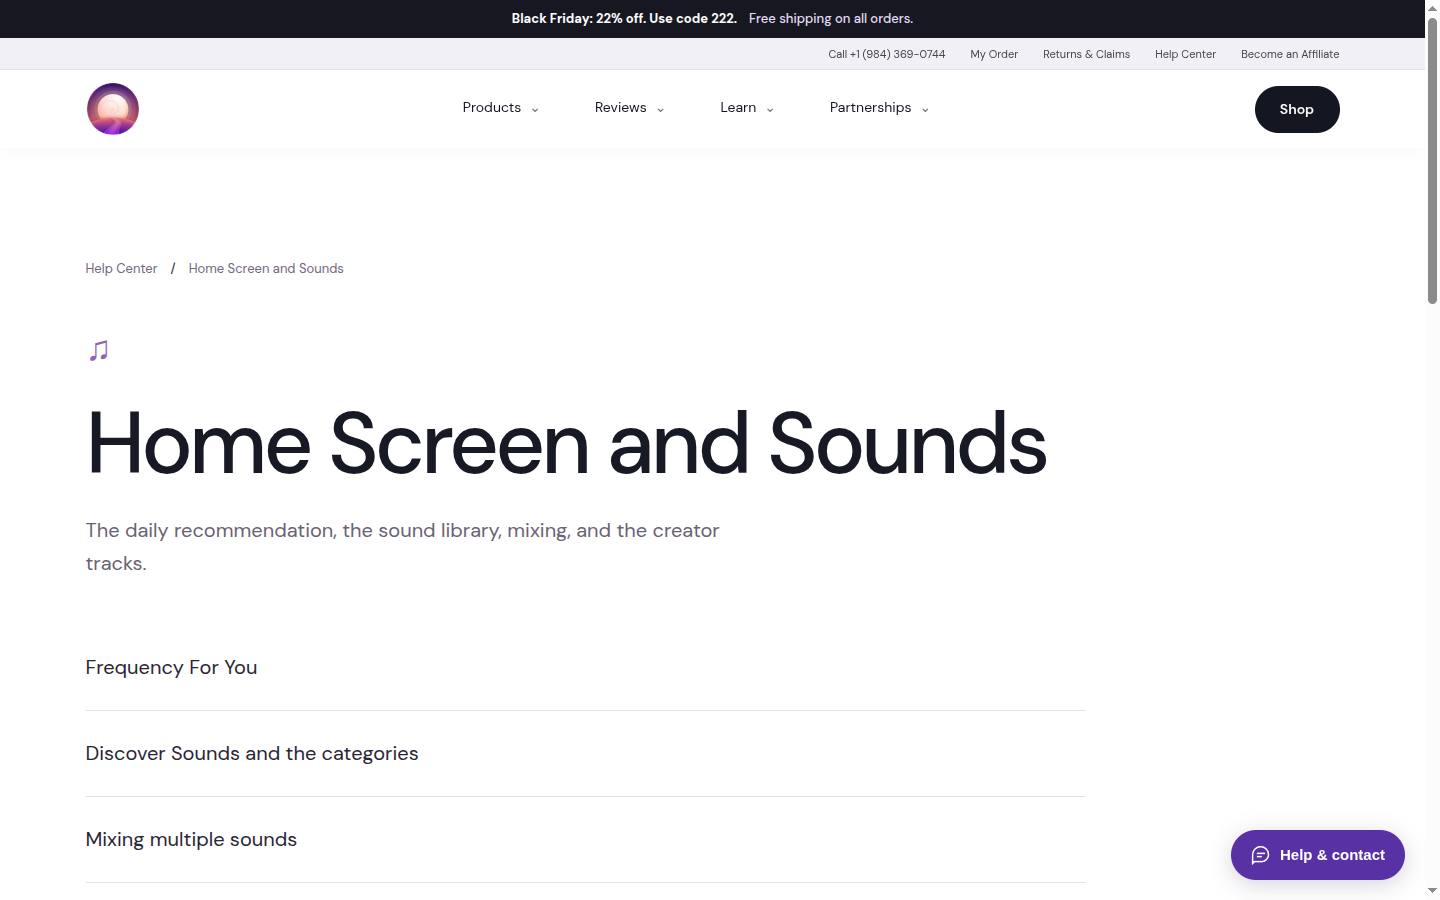 Black Friday: 22% off. Use code 222. Free shipping on all orders.
Call +1 (984) 369-0744 My Order Returns & Claims Help Center Become an Affiliate
Products Reviews Learn Partnerships Shop
Help Center / Home Screen and Sounds
Home Screen and Sounds
The daily recommendation, the sound library, mixing, and the creator
tracks.
Frequency For You
Discover Sounds and the categories
Mixing multiple sounds
Help & contact